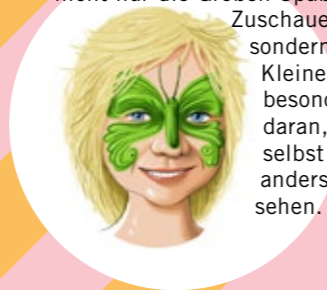 Zuschaue
sondern
Kleine
besond
daran,
selbst
anders
sehen.